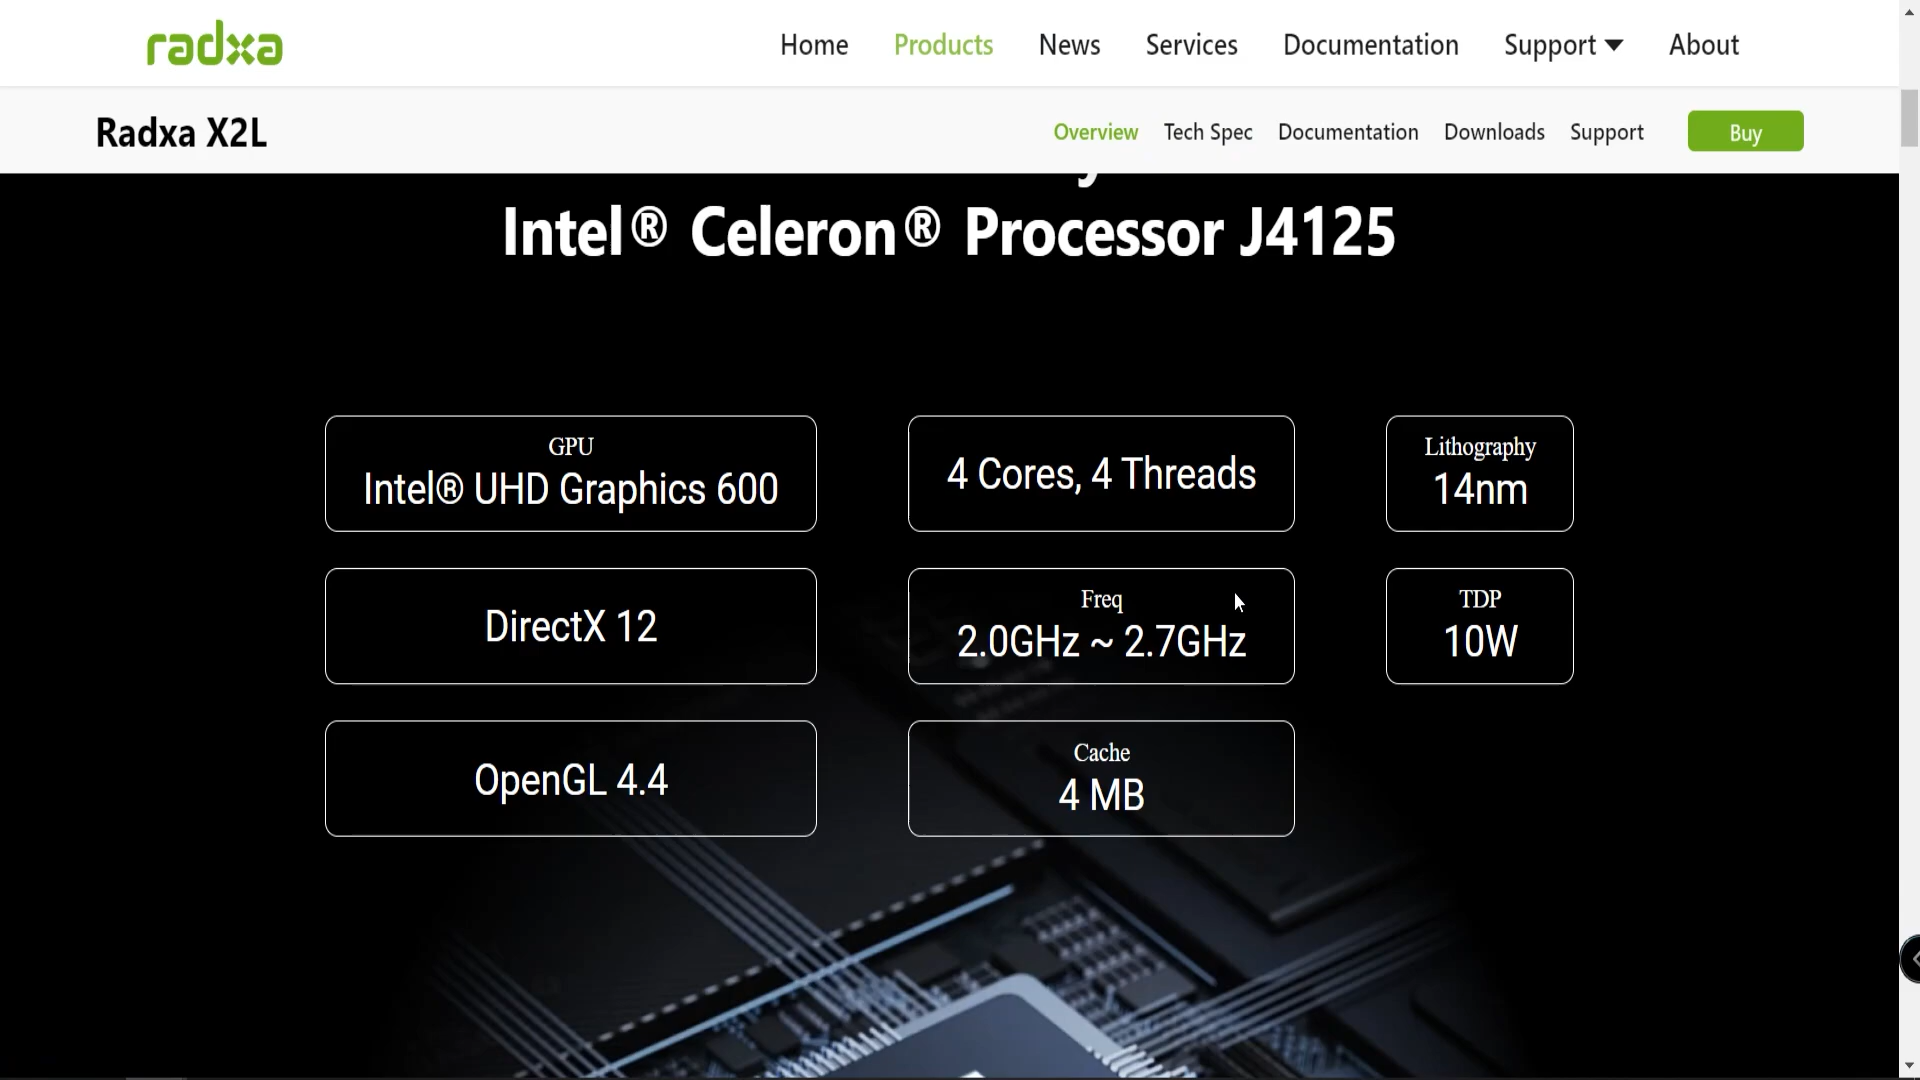 radxa
Home Products News Services Documentation Support About
Radxa X2L
Overview Tech Spec Documentation Downloads Support Buy
Intel® Celeron® Processor J4125
GPU
Intel® UHD Graphics 600
4 Cores, 4 Threads
Lithography
14nm
DirectX 12
Freq
2.0GHz ~ 2.7GHz
TDP
10W
OpenGL 4.4
Cache
4 MB